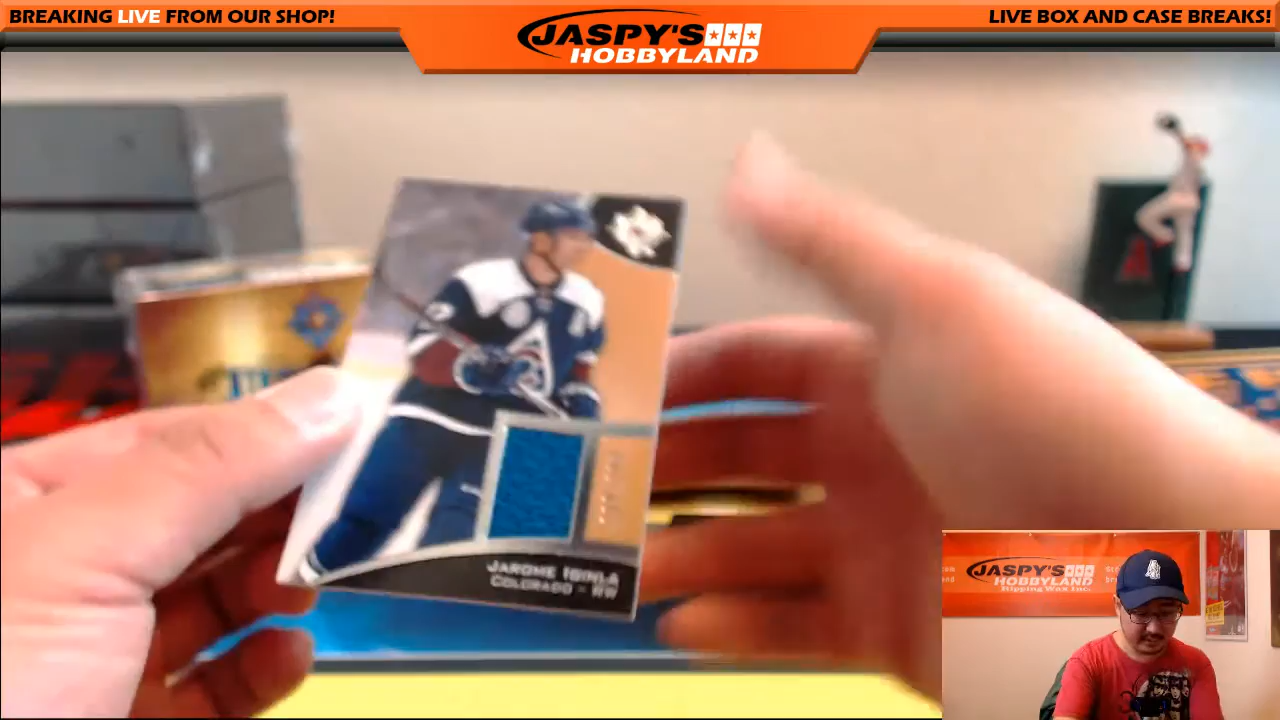 BREAKING LIVE FROM OUR SHOP!
JASPY'S
HOBBYLAND
LIVE BOX AND CASE BREAKS!
JAROME IGINLA
COLORADO - RW
JASPY'S
HOBBYLAND
Ripping Wax Inc.